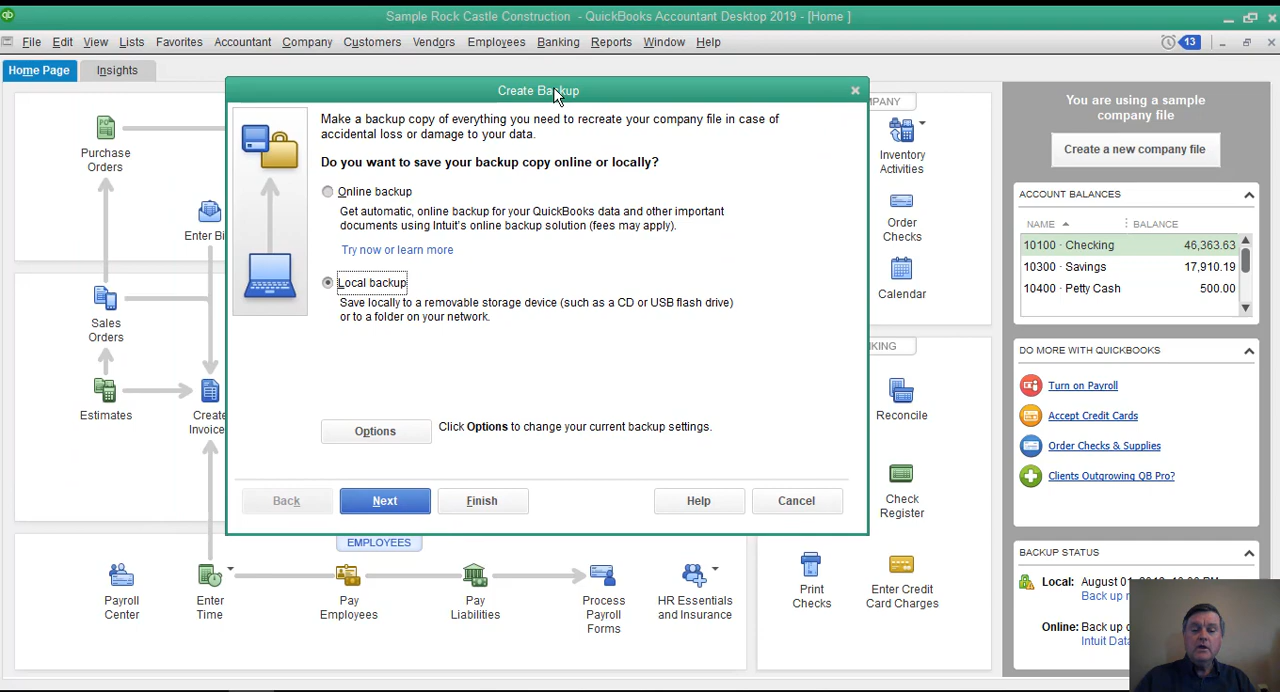 Sample Rock Castle Construction - QuickBooks Accountant Desktop 2019 - [Home ]
File Edit View Lists Favorites Accountant Company Customers Vendors Employees Banking Reports Window Help
13
Home Page Insights
Create Backup
Make a backup copy of everything you need to recreate your company file in case of
accidental loss or damage to your data.
Do you want to save your backup copy online or locally?
Online backup
Get automatic, online backup for your QuickBooks data and other important
documents using Intuit's online backup solution (fees may apply).
Try now or learn more
Local backup
Save locally to a removable storage device (such as a CD or USB flash drive)
or to a folder on your network.
Options
Click Options to change your current backup settings.
Back Next Finish Help Cancel
Purchase
Orders
Enter Bi
Sales
Orders
Estimates
Create
Invoice
EMPLOYEES
Payroll
Center
Enter
Time
Pay
Employees
Pay
Liabilities
Process
Payroll
Forms
HR Essentials
and Insurance
PANY
Inventory
Activities
Order
Checks
Calendar
KING
Reconcile
Check
Register
Print
Checks
Enter Credit
Card Charges
You are using a sample
company file
Create a new company file
ACCOUNT BALANCES
NAME BALANCE
10100 · Checking 46,363.63
10300 · Savings 17,910.19
10400 · Petty Cash 500.00
DO MORE WITH QUICKBOOKS
Turn on Payroll
Accept Credit Cards
Order Checks & Supplies
Clients Outgrowing QB Pro?
BACKUP STATUS
Local: August 01
Back up
Online: Back up
Intuit Data